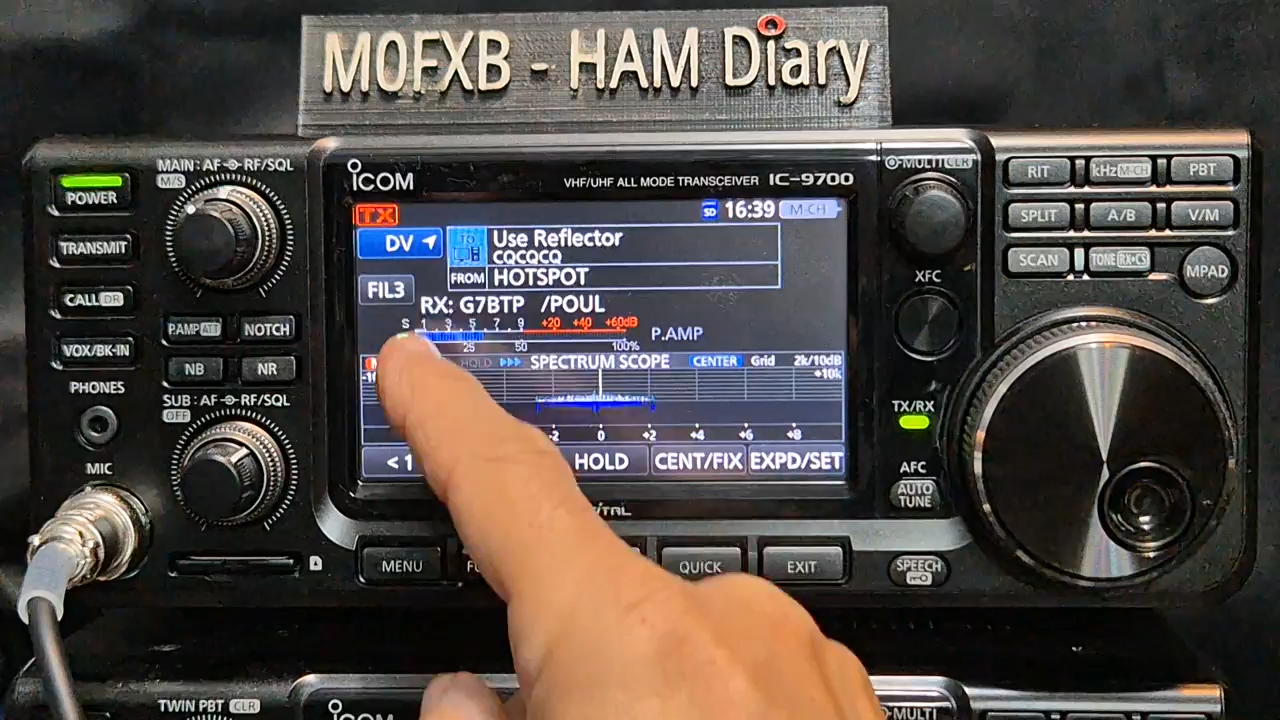 M0FXB - HAM Diary
MAIN: AF RF/SQL
M/S
POWER
TRANSMIT
CALL DR
P.AMP ATT
NOTCH
VOX/BK-IN
NB
NR
PHONES
SUB: AF RF/SQL
OFF
MIC
ICOM
VHF/UHF ALL MODE TRANSCEIVER IC-9700
TX
SD 16:39 M-CH
DV
TO
Use Reflector
CQCQCQ
FROM HOTSPOT
FIL3
RX: G7BTP /POUL
S 1 3 5 7 9 +20 +40 +60dB
P.AMP
25 50 100%
HOLD SPECTRUM SCOPE CENTER Grid 2k/10dB
+10k
-2 0 +2 +4 +6 +8
<1
HOLD
CENT/FIX
EXPD/SET
MENU
QUICK
EXIT
MULTI CLR
XFC
TX/RX
AFC
AUTO TUNE
SPEECH
RIT
kHz M-CH
PBT
SPLIT
A/B
V/M
SCAN
TONE RX•CS
MPAD
TWIN PBT CLR
ICOM
MULTI